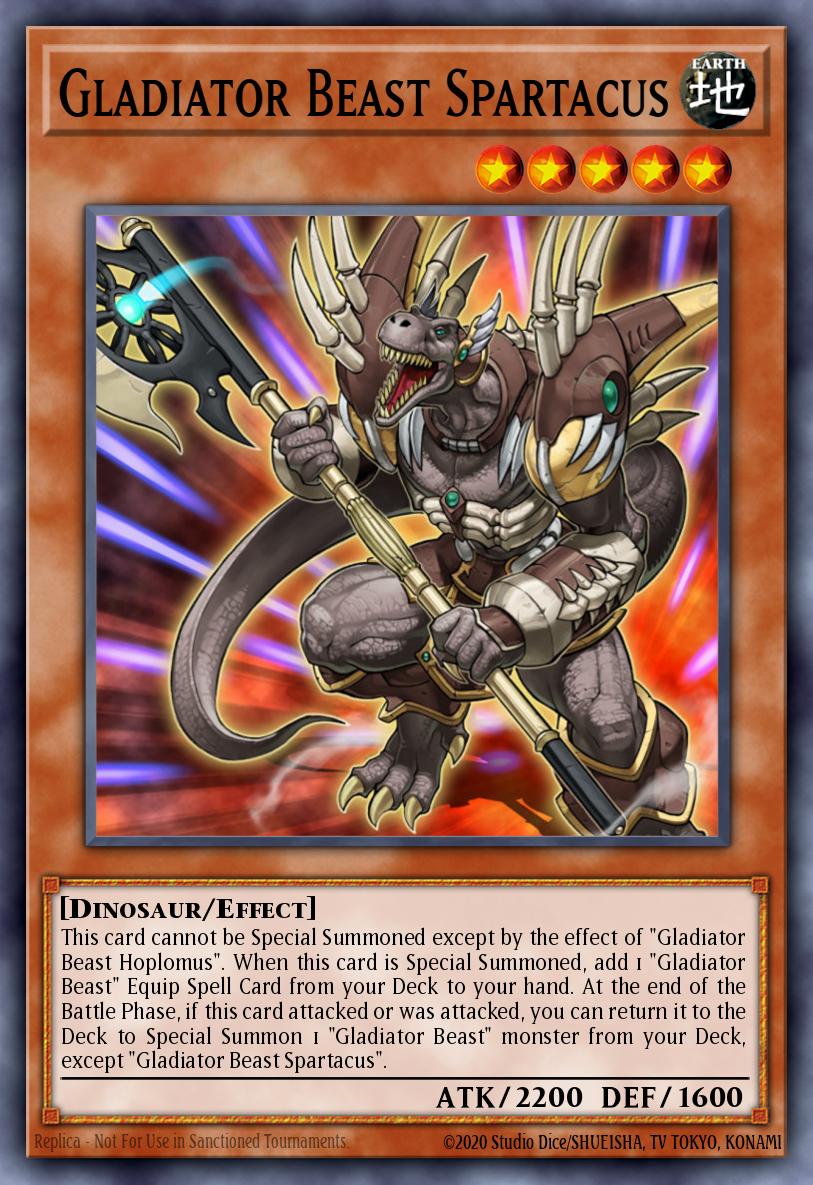 Gladiator Beast Spartacus
EARTH
地
[Dinosaur/Effect]
This card cannot be Special Summoned except by the effect of "Gladiator
Beast Hoplomus". When this card is Special Summoned, add 1 "Gladiator
Beast" Equip Spell Card from your Deck to your hand. At the end of the
Battle Phase, if this card attacked or was attacked, you can return it to the
Deck to Special Summon 1 "Gladiator Beast" monster from your Deck,
except "Gladiator Beast Spartacus".
ATK/2200 DEF/1600
Replica - Not For Use in Sanctioned Tournaments.
©2020 Studio Dice/SHUEISHA, TV TOKYO, KONAMI